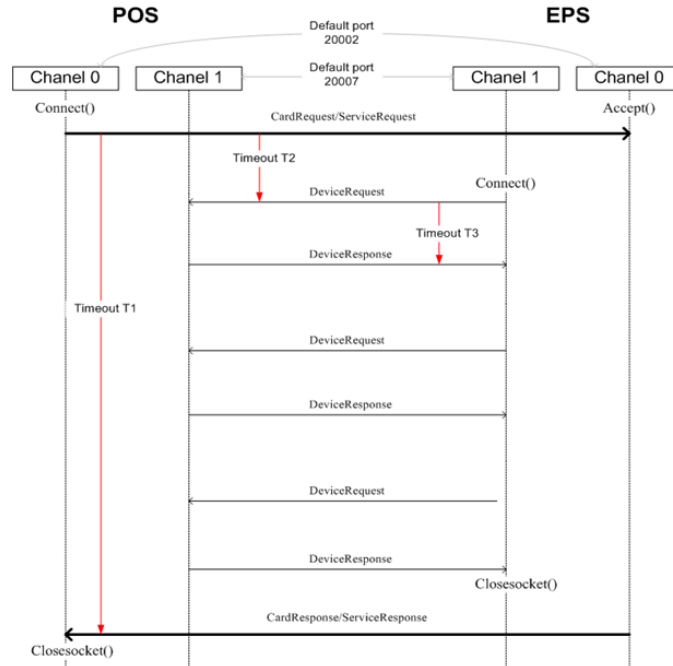 POS
EPS
Default port
20002
Default port
20007
Chanel 0
Chanel 1
Chanel 1
Chanel 0
Connect()
Accept()
CardRequest/ServiceRequest
Timeout T2
Connect()
DeviceRequest
Timeout T3
DeviceResponse
Timeout T1
DeviceRequest
DeviceResponse
DeviceRequest
DeviceResponse
Closesocket()
CardResponse/ServiceResponse
Closesocket()